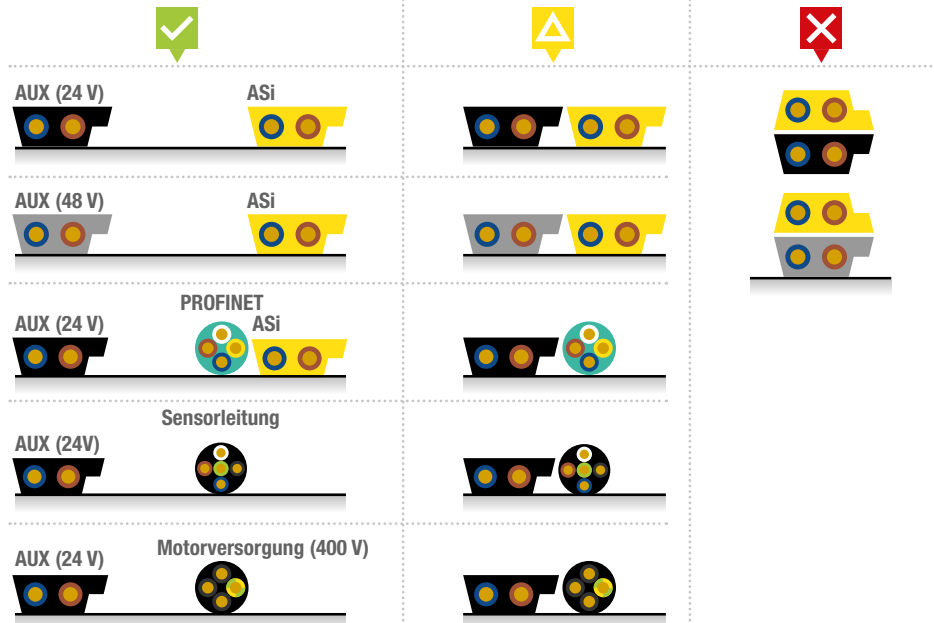 AUX (24 V)
ASi
AUX (48 V)
ASi
PROFINET
AUX (24 V)
ASi
Sensorleitung
AUX (24V)
Motorversorgung (400 V)
AUX (24 V)